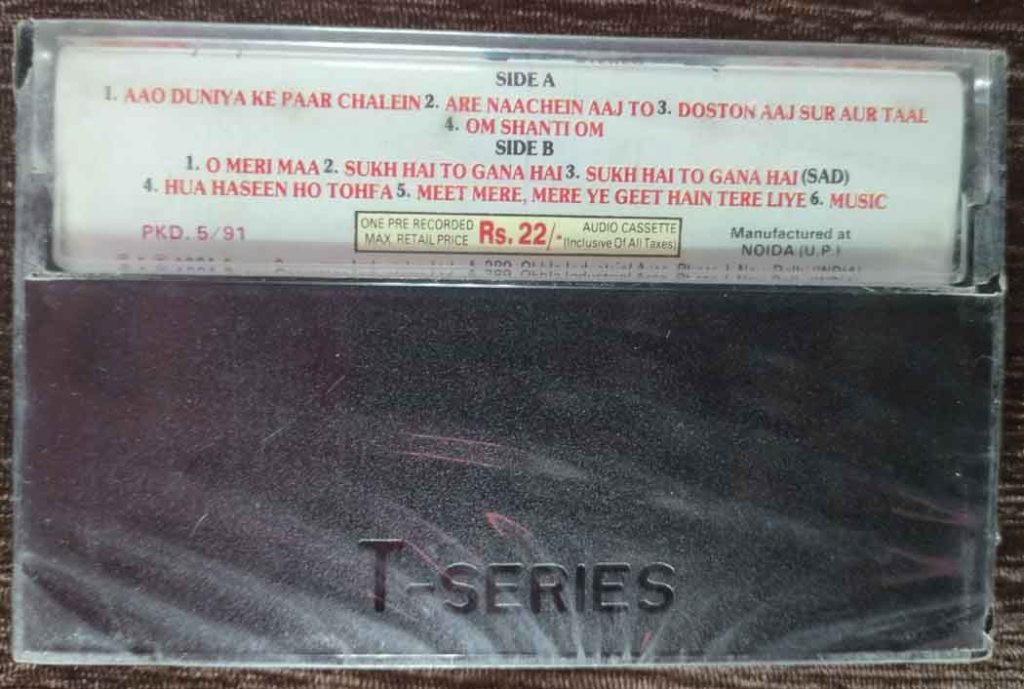 SIDE A
1. AAO DUNIYA KE PAAR CHALEIN 2. ARE NAACHEIN AAJ TO 3. DOSTON AAJ SUR AUR TAAL
4. OM SHANTI OM
SIDE B
1. O MERI MAA 2. SUKH HAI TO GANA HAI 3. SUKH HAI TO GANA HAI (SAD)
4. HUA HASEEN HO TOHFA 5. MEET MERE, MERE YE GEET HAIN TERE LIYE 6. MUSIC
PKD. 5/91
ONE PRE RECORDED
MAX. RETAIL PRICE
Rs. 22/-
AUDIO CASSETTE
(Inclusive Of All Taxes)
Manufactured at
NOIDA (U.P.)
T-SERIES